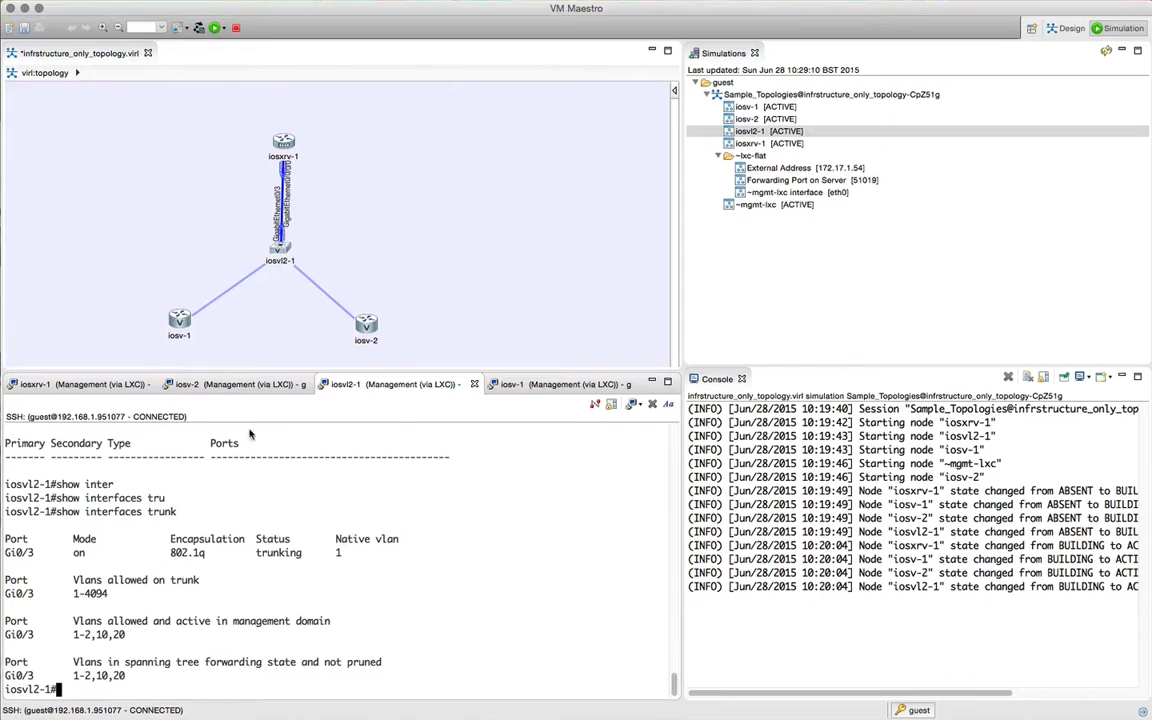 VM Maestro
Design
Simulation
*infrstructure_only_topology.virl
virl:topology
iosxrv-1
GigabitEthernet0/3
iosvl2-1
iosv-1
iosv-2
Simulations
Last updated: Sun Jun 28 10:29:10 BST 2015
guest
Sample_Topologies@infrstructure_only_topology-CpZ51g
iosv-1 [ACTIVE]
iosv-2 [ACTIVE]
iosvl2-1 [ACTIVE]
iosxrv-1 [ACTIVE]
~lxc-flat
External Address [172.17.1.54]
Forwarding Port on Server [51019]
~mgmt-lxc interface [eth0]
~mgmt-lxc [ACTIVE]
iosxrv-1 (Management (via LXC)) -
iosv-2 (Management (via LXC)) - g
iosvl2-1 (Management (via LXC)) -
iosv-1 (Management (via LXC)) - g
SSH: (guest@192.168.1.951077 - CONNECTED)
Primary Secondary Type Ports
------- --------- ----------------- ------------------------------------------
iosvl2-1#show inter
iosvl2-1#show interfaces tru
iosvl2-1#show interfaces trunk
Port Mode Encapsulation Status Native vlan
Gi0/3 on 802.1q trunking 1
Port Vlans allowed on trunk
Gi0/3 1-4094
Port Vlans allowed and active in management domain
Gi0/3 1-2,10,20
Port Vlans in spanning tree forwarding state and not pruned
Gi0/3 1-2,10,20
iosvl2-1#
SSH: (guest@192.168.1.951077 - CONNECTED)
Console
infrstructure_only_topology.virl simulation Sample_Topologies@infrstructure_only_topology-CpZ51g
(INFO) [Jun/28/2015 10:19:40] Session "Sample_Topologies@infrstructure_only_top
(INFO) [Jun/28/2015 10:19:40] Starting node "iosxrv-1"
(INFO) [Jun/28/2015 10:19:43] Starting node "iosvl2-1"
(INFO) [Jun/28/2015 10:19:43] Starting node "iosv-1"
(INFO) [Jun/28/2015 10:19:46] Starting node "~mgmt-lxc"
(INFO) [Jun/28/2015 10:19:46] Starting node "iosv-2"
(INFO) [Jun/28/2015 10:19:49] Node "iosxrv-1" state changed from ABSENT to BUIL
(INFO) [Jun/28/2015 10:19:49] Node "iosv-1" state changed from ABSENT to BUILDI
(INFO) [Jun/28/2015 10:19:49] Node "iosv-2" state changed from ABSENT to BUILDI
(INFO) [Jun/28/2015 10:19:49] Node "iosvl2-1" state changed from ABSENT to BUIL
(INFO) [Jun/28/2015 10:20:04] Node "iosxrv-1" state changed from BUILDING to AC
(INFO) [Jun/28/2015 10:20:04] Node "iosv-1" state changed from BUILDING to ACTI
(INFO) [Jun/28/2015 10:20:04] Node "iosv-2" state changed from BUILDING to ACTI
(INFO) [Jun/28/2015 10:20:04] Node "iosvl2-1" state changed from BUILDING to AC
guest